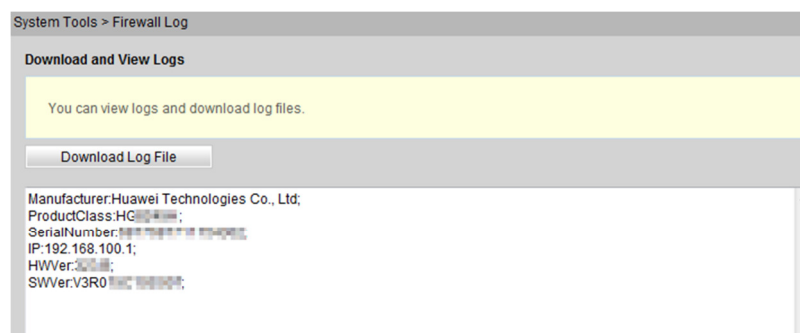 System Tools > Firewall Log
Download and View Logs
You can view logs and download log files.
Download Log File
Manufacturer:Huawei Technologies Co., Ltd;
ProductClass:HG
SerialNumber:
IP:192.168.100.1;
HWVer:
SWVer:V3R0